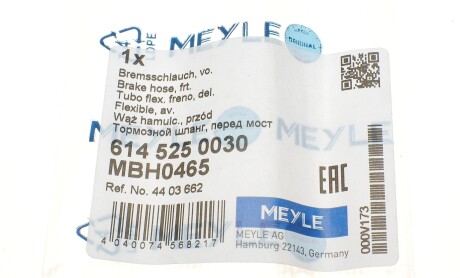 MEYLE
ORIGINAL
1x
Bremsschlauch, vo.
Brake hose, frt.
Tubo flex. freno, del.
Flexible, av.
Wąż hamulc., przód
Тормозной шланг, перед мост
MEYLE
614 525 0030
MBH0465
Ref. No. 44 03 662
EAC
MEYLE
MEYLE AG
Hamburg 22143, Germany
4 040074 568217
000V173